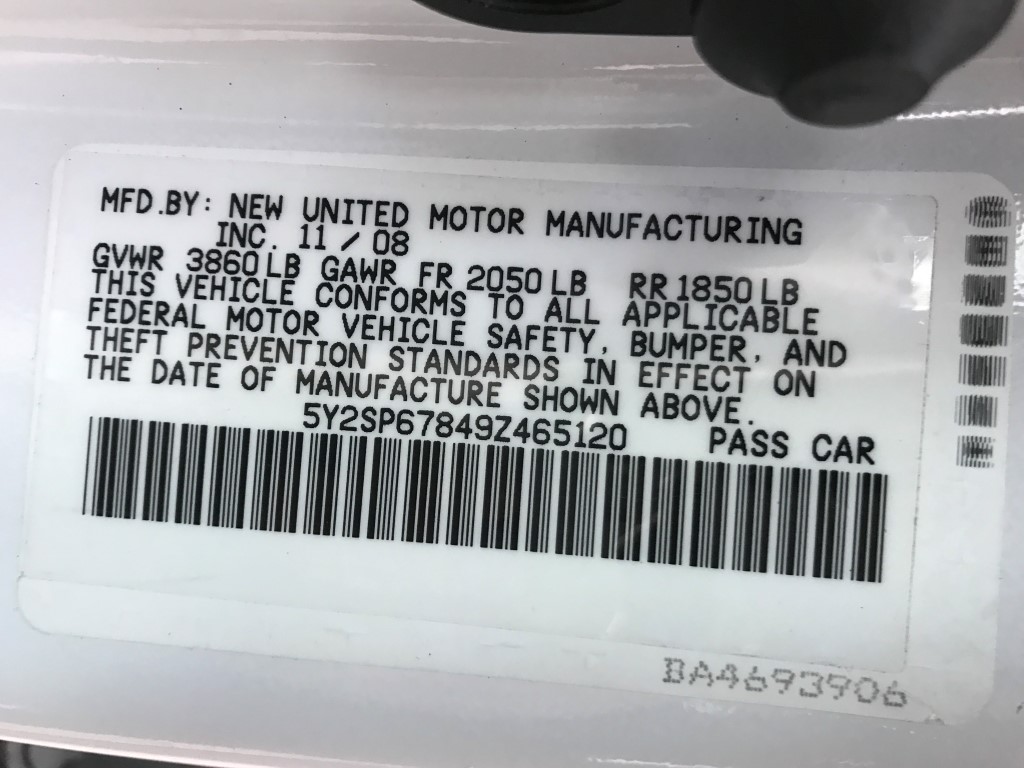 MFD.BY: NEW UNITED MOTOR MANUFACTURING
INC. 11 / 08
GVWR 3860 LB GAWR FR 2050 LB RR 1850 LB
THIS VEHICLE CONFORMS TO ALL APPLICABLE
FEDERAL MOTOR VEHICLE SAFETY, BUMPER, AND
THEFT PREVENTION STANDARDS IN EFFECT ON
THE DATE OF MANUFACTURE SHOWN ABOVE.
5Y2SP67849Z465120 PASS CAR
BA4693906